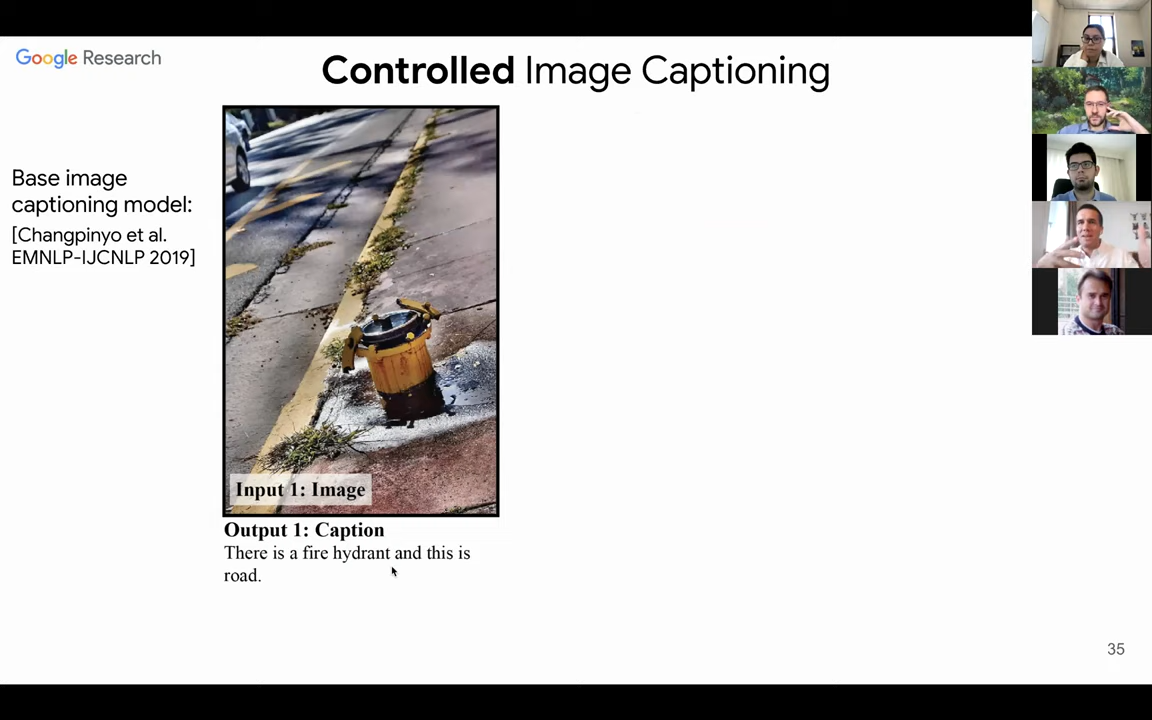 Google Research
Controlled Image Captioning
Base image
captioning model:
[Changpinyo et al.
EMNLP-IJCNLP 2019]
Input 1: Image
Output 1: Caption
There is a fire hydrant and this is
road.
35